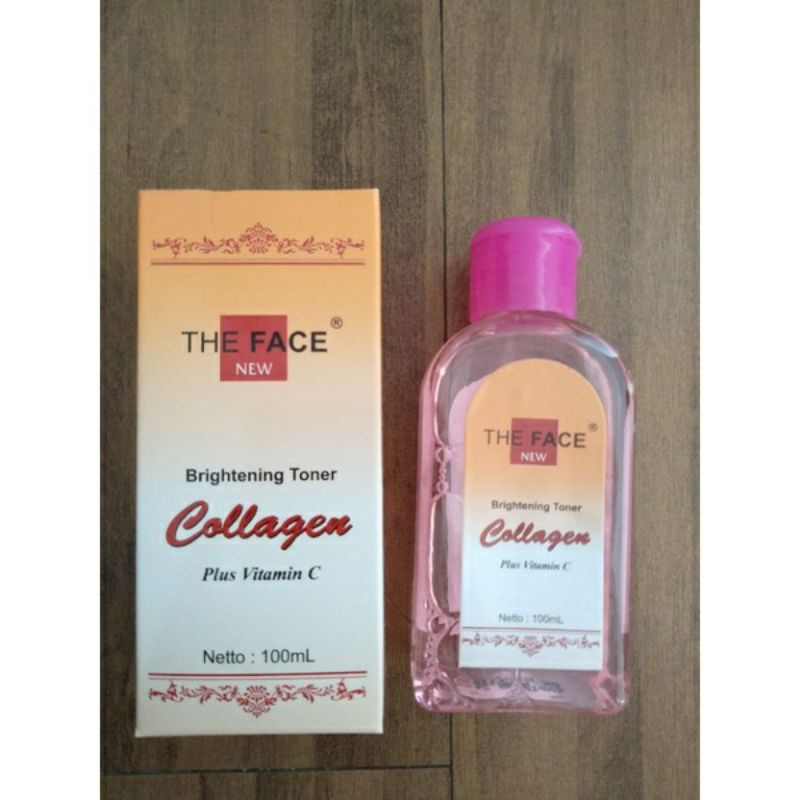 THE FACE ®
NEW
Brightening Toner
Collagen
Plus Vitamin C
Netto : 100mL
THE FACE ®
NEW
Brightening Toner
Collagen
Plus Vitamin C
Netto : 100mL